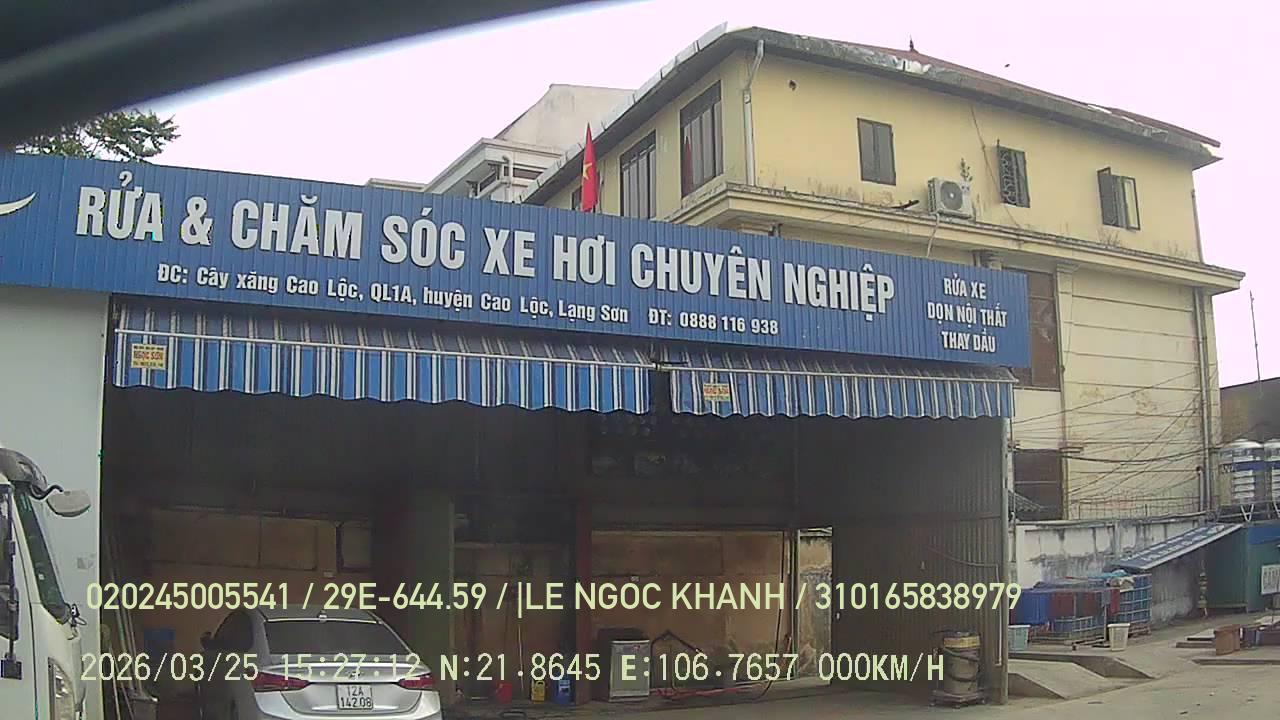 RỬA & CHĂM SÓC XE HƠI CHUYÊN NGHIỆP
ĐC: Cây xăng Cao Lộc, QL1A, huyện Cao Lộc, Lạng Sơn ĐT: 0888 116 938
RỬA XE
DỌN NỘI THẤT
THAY DẦU
NGỌC SƠN
020245005541 / 29E-644.59 / |LE NGOC KHANH / 310165838979
2026/03/25 15:27:12 N:21.8645 E:106.7657 000KM/H
12A
142.08